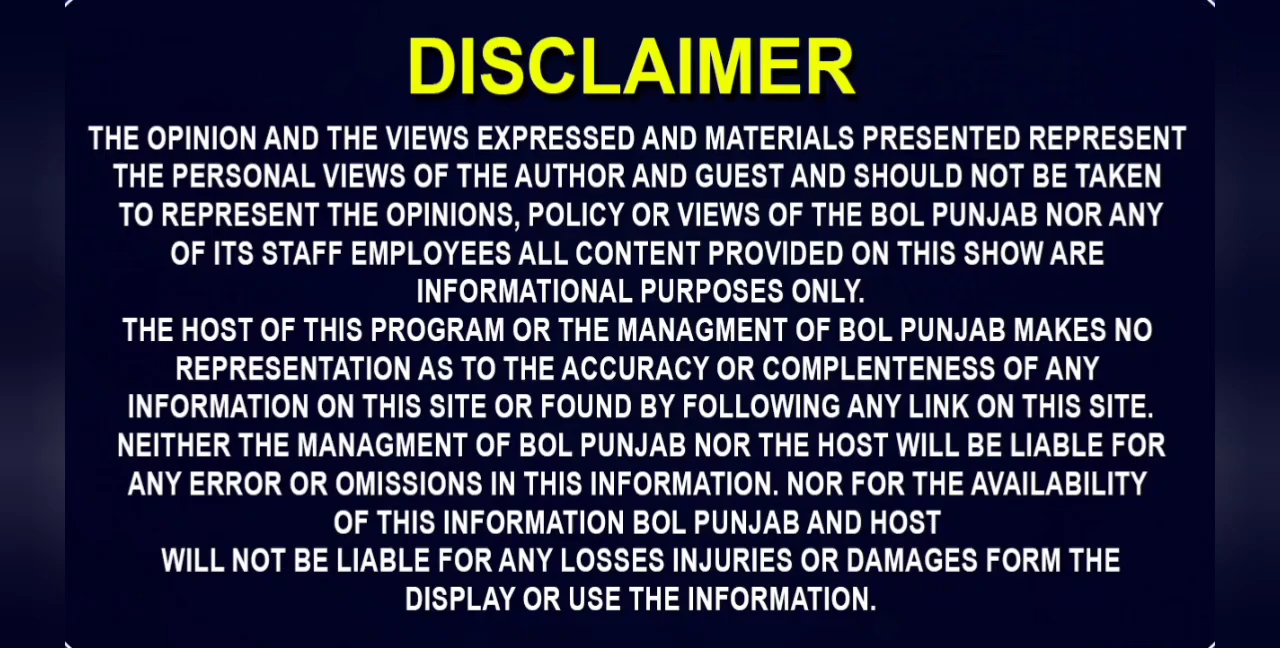 DISCLAIMER
THE OPINION AND THE VIEWS EXPRESSED AND MATERIALS PRESENTED REPRESENT
THE PERSONAL VIEWS OF THE AUTHOR AND GUEST AND SHOULD NOT BE TAKEN
TO REPRESENT THE OPINIONS, POLICY OR VIEWS OF THE BOL PUNJAB NOR ANY
OF ITS STAFF EMPLOYEES ALL CONTENT PROVIDED ON THIS SHOW ARE
INFORMATIONAL PURPOSES ONLY.
THE HOST OF THIS PROGRAM OR THE MANAGMENT OF BOL PUNJAB MAKES NO
REPRESENTATION AS TO THE ACCURACY OR COMPLENTENESS OF ANY
INFORMATION ON THIS SITE OR FOUND BY FOLLOWING ANY LINK ON THIS SITE.
NEITHER THE MANAGMENT OF BOL PUNJAB NOR THE HOST WILL BE LIABLE FOR
ANY ERROR OR OMISSIONS IN THIS INFORMATION. NOR FOR THE AVAILABILITY
OF THIS INFORMATION BOL PUNJAB AND HOST
WILL NOT BE LIABLE FOR ANY LOSSES INJURIES OR DAMAGES FORM THE
DISPLAY OR USE THE INFORMATION.